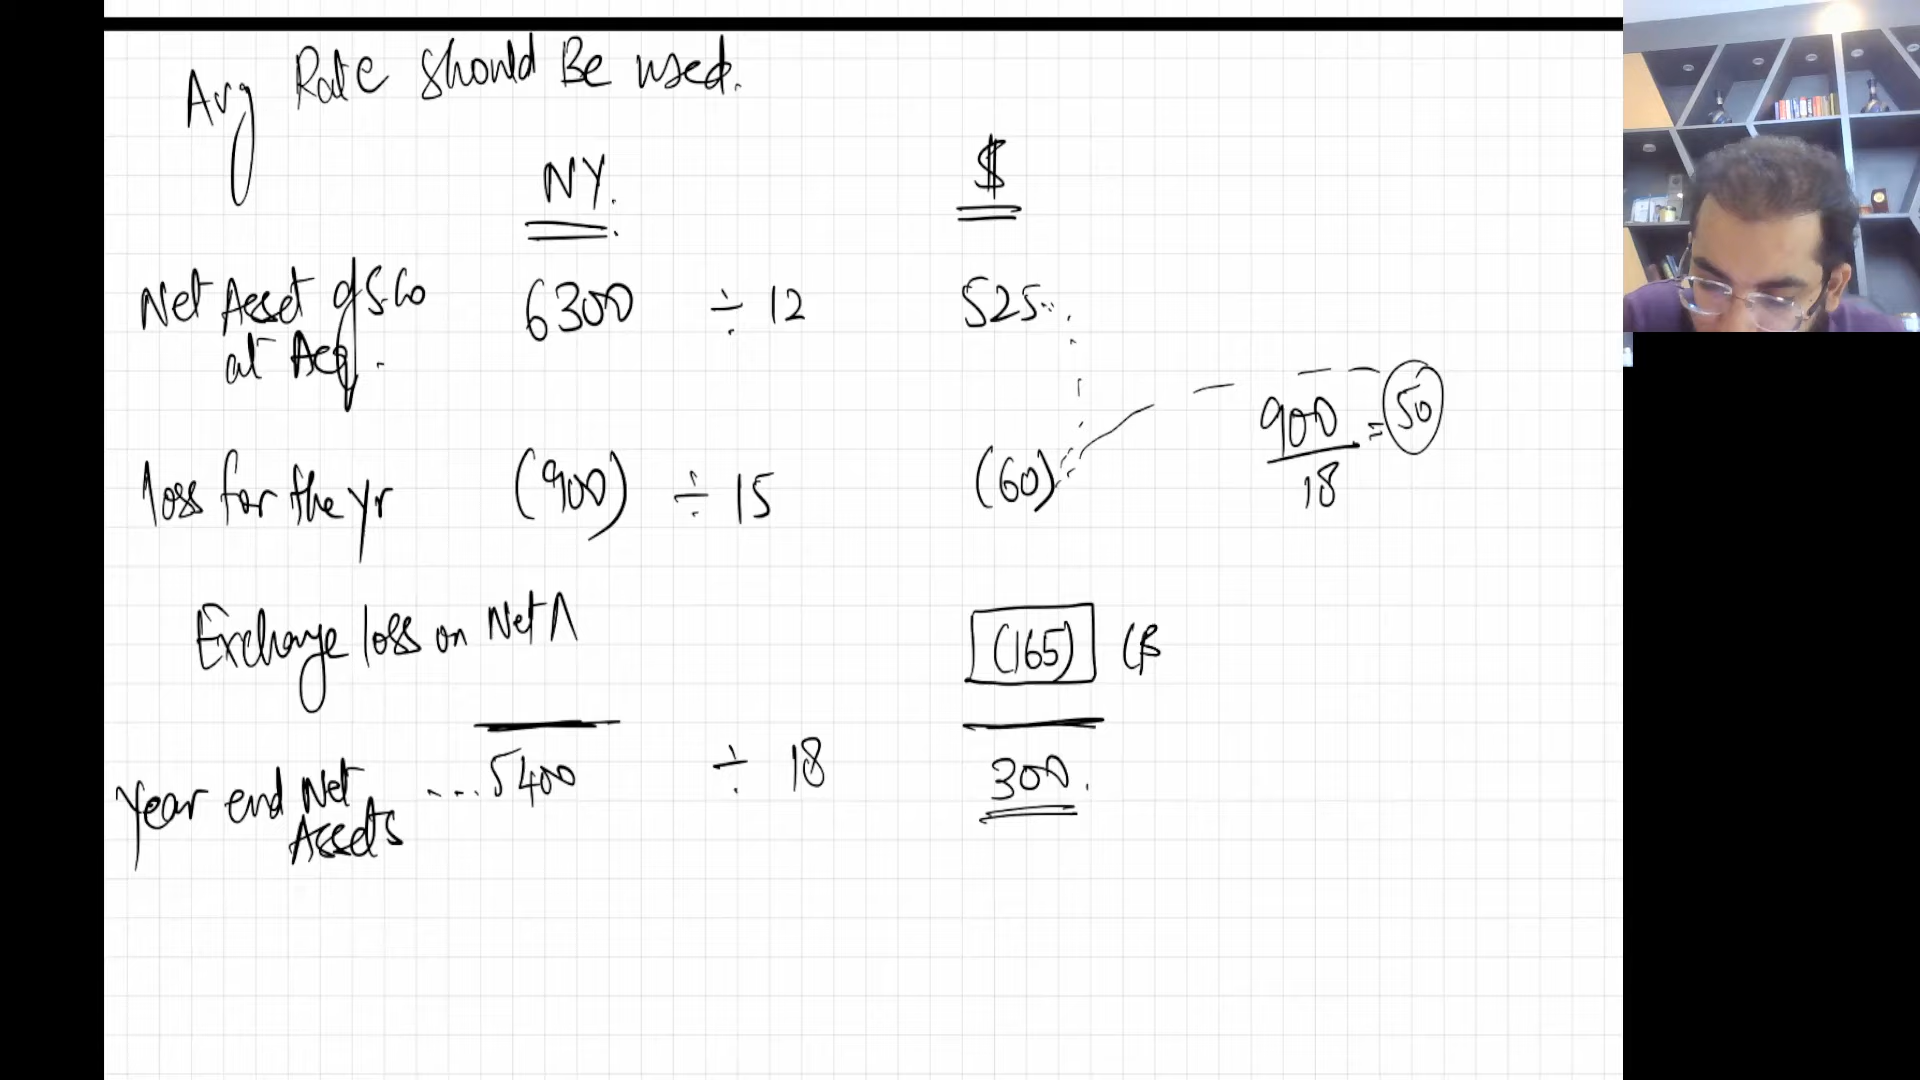 Avg Rate should Be used.
NY. $
Net Asset of S.Co 6300 ÷ 12 525
at Acq.
900 = 50
18
loss for the yr (900) ÷ 15 (60)
Exchange loss on Net A (165) (B
Year end Net ....5400 ÷ 18 300.
Assets